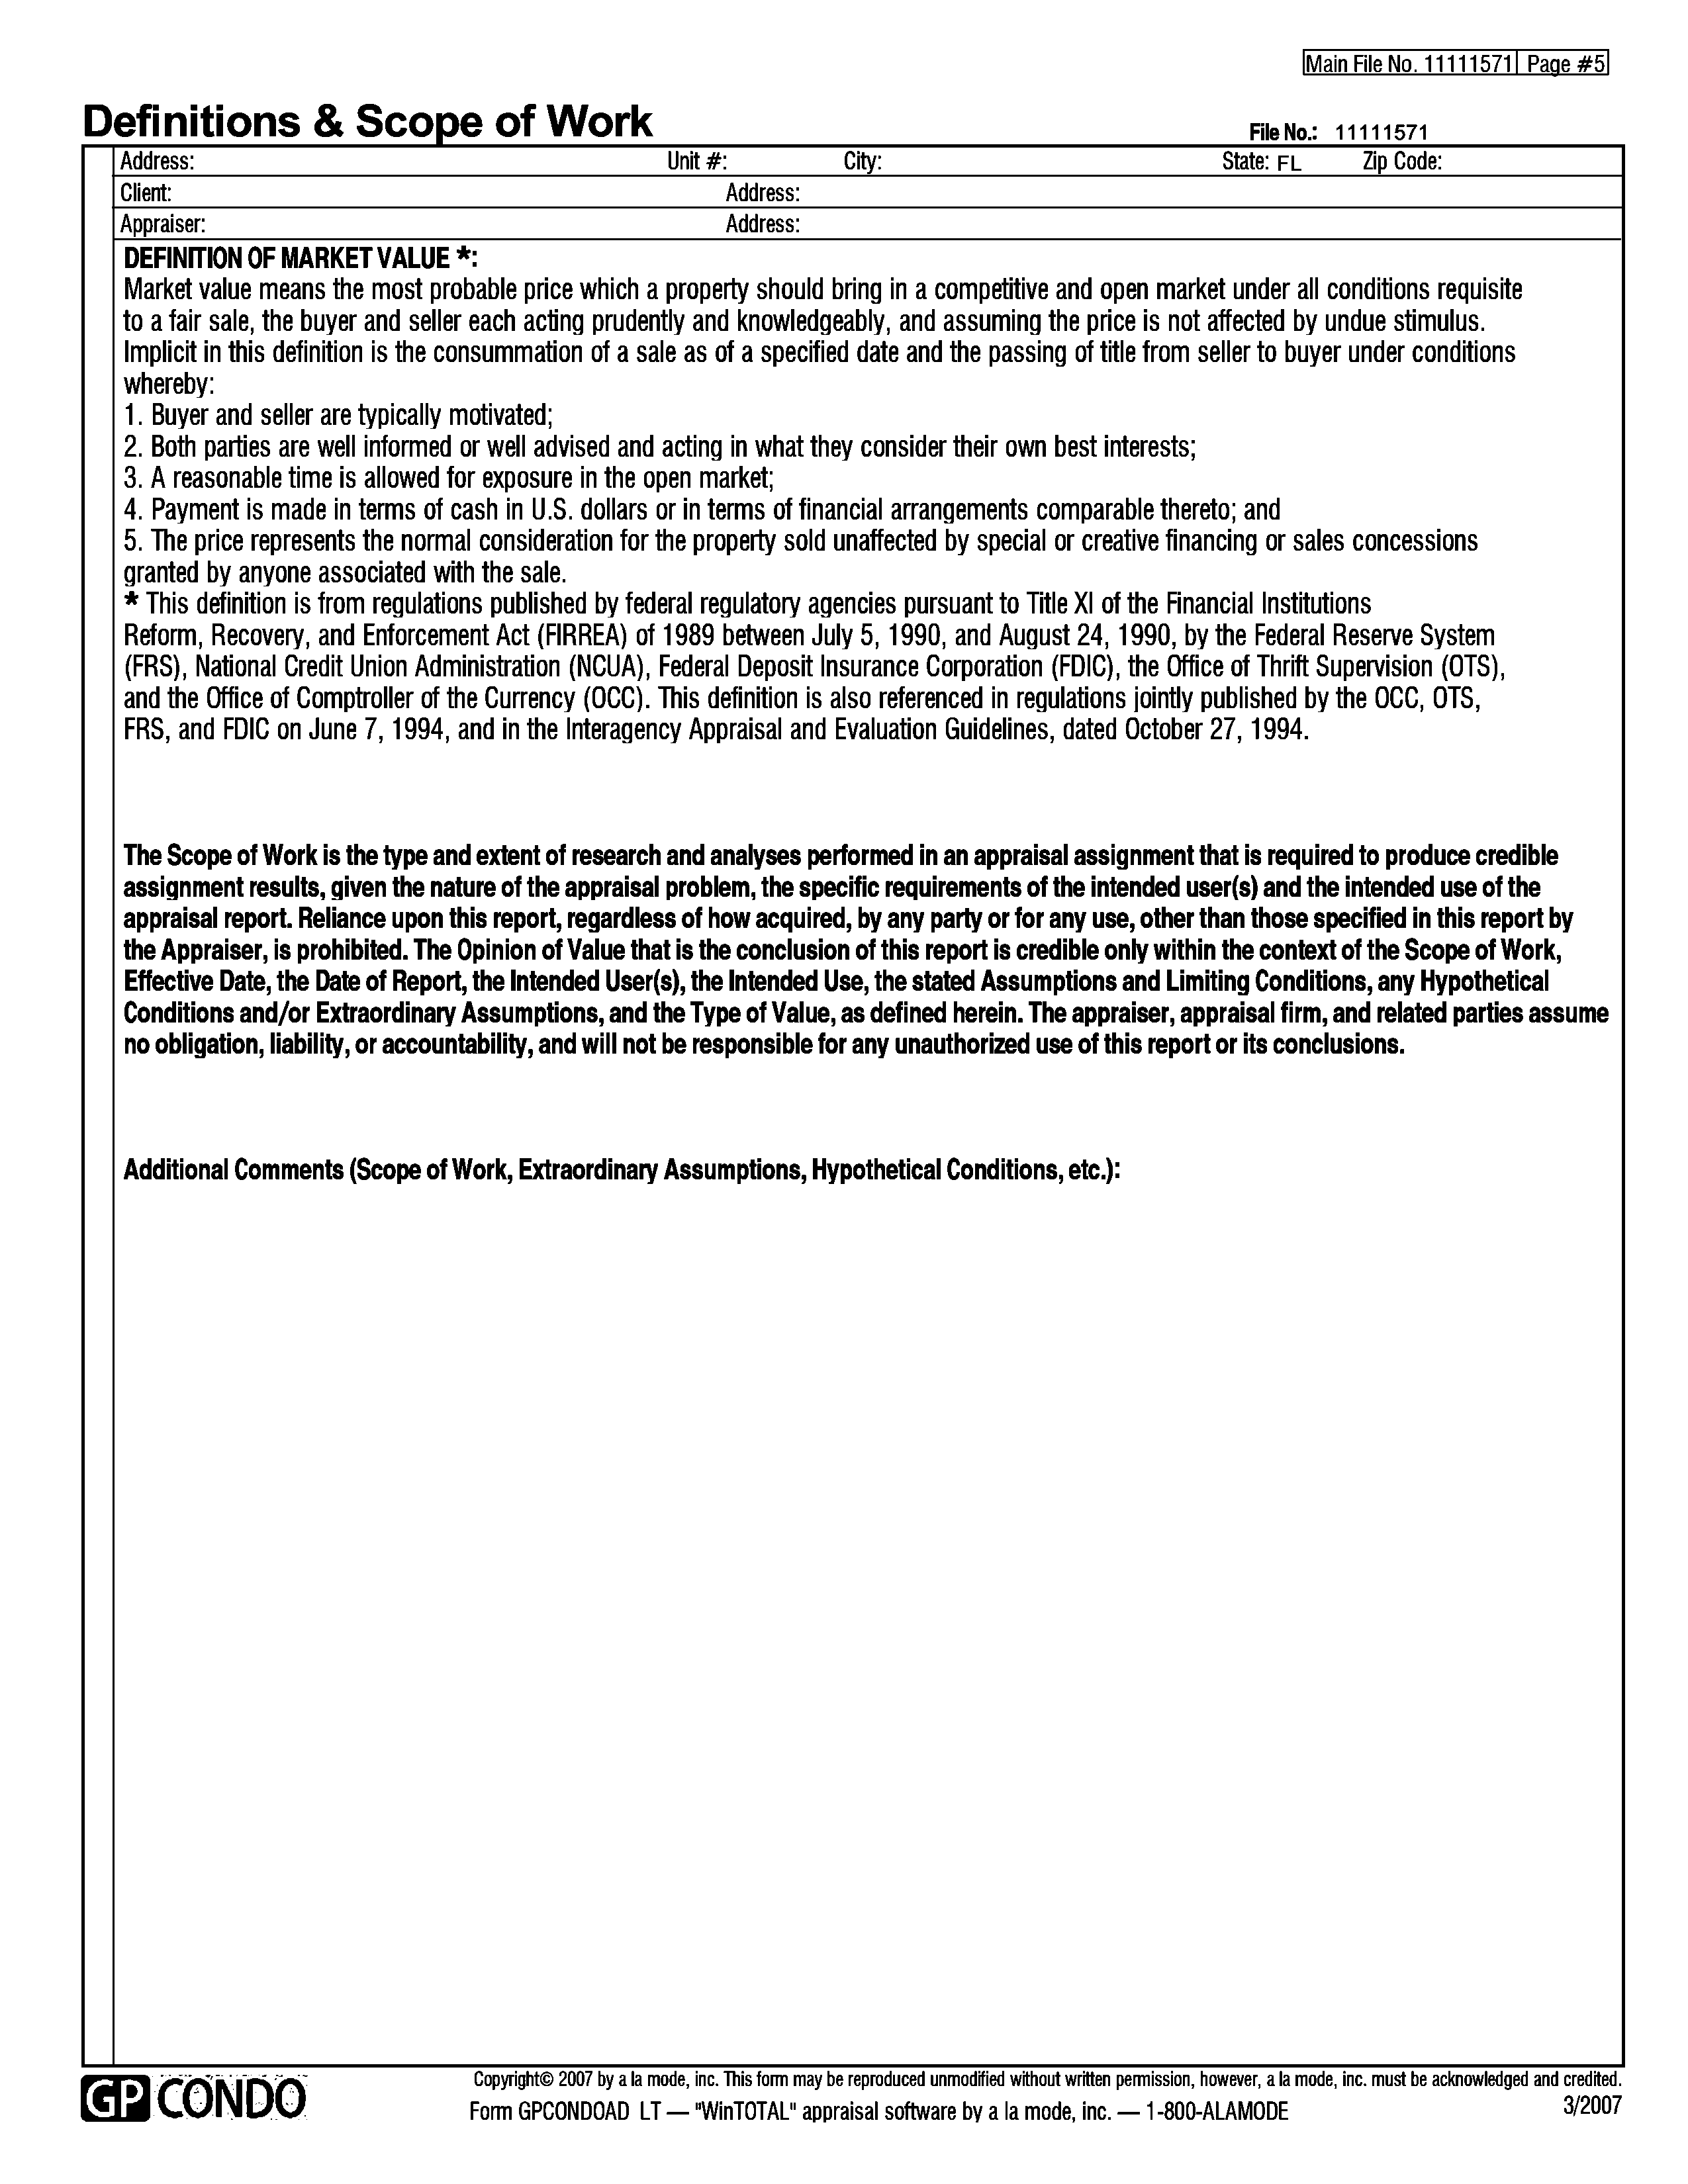 Main File No. 11111571 Page #5
Definitions & Scope of Work File No.: 11111571
Address: Unit #: City: State: FL Zip Code:
Client: Address:
Appraiser: Address:
DEFINITION OF MARKET VALUE *:
Market value means the most probable price which a property should bring in a competitive and open market under all conditions requisite
to a fair sale, the buyer and seller each acting prudently and knowledgeably, and assuming the price is not affected by undue stimulus.
Implicit in this definition is the consummation of a sale as of a specified date and the passing of title from seller to buyer under conditions
whereby:
1. Buyer and seller are typically motivated;
2. Both parties are well informed or well advised and acting in what they consider their own best interests;
3. A reasonable time is allowed for exposure in the open market;
4. Payment is made in terms of cash in U.S. dollars or in terms of financial arrangements comparable thereto; and
5. The price represents the normal consideration for the property sold unaffected by special or creative financing or sales concessions
granted by anyone associated with the sale.
* This definition is from regulations published by federal regulatory agencies pursuant to Title XI of the Financial Institutions
Reform, Recovery, and Enforcement Act (FIRREA) of 1989 between July 5, 1990, and August 24, 1990, by the Federal Reserve System
(FRS), National Credit Union Administration (NCUA), Federal Deposit Insurance Corporation (FDIC), the Office of Thrift Supervision (OTS),
and the Office of Comptroller of the Currency (OCC). This definition is also referenced in regulations jointly published by the OCC, OTS,
FRS, and FDIC on June 7, 1994, and in the Interagency Appraisal and Evaluation Guidelines, dated October 27, 1994.
The Scope of Work is the type and extent of research and analyses performed in an appraisal assignment that is required to produce credible
assignment results, given the nature of the appraisal problem, the specific requirements of the intended user(s) and the intended use of the
appraisal report. Reliance upon this report, regardless of how acquired, by any party or for any use, other than those specified in this report by
the Appraiser, is prohibited. The Opinion of Value that is the conclusion of this report is credible only within the context of the Scope of Work,
Effective Date, the Date of Report, the Intended User(s), the Intended Use, the stated Assumptions and Limiting Conditions, any Hypothetical
Conditions and/or Extraordinary Assumptions, and the Type of Value, as defined herein. The appraiser, appraisal firm, and related parties assume
no obligation, liability, or accountability, and will not be responsible for any unauthorized use of this report or its conclusions.
Additional Comments (Scope of Work, Extraordinary Assumptions, Hypothetical Conditions, etc.):
GP CONDO
Copyright© 2007 by a la mode, inc. This form may be reproduced unmodified without written permission, however, a la mode, inc. must be acknowledged and credited.
Form GPCONDOAD LT — "WinTOTAL" appraisal software by a la mode, inc. — 1-800-ALAMODE 3/2007